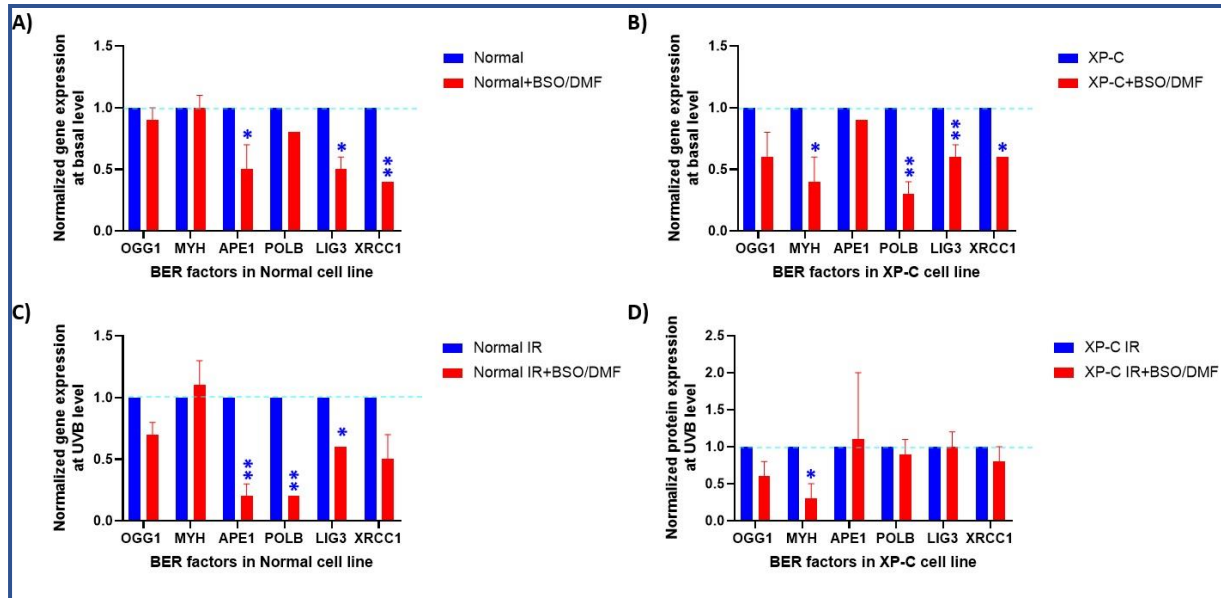 A)
Normalized gene expression
at basal level
1.5
1.0
0.5
0.0
* * **
OGG1 MYH APE1 POLB LIG3 XRCC1
BER factors in Normal cell line
Normal
Normal+BSO/DMF
B)
Normalized gene expression
at basal level
1.5
1.0
0.5
0.0
* ** ** *
OGG1 MYH APE1 POLB LIG3 XRCC1
BER factors in XP-C cell line
XP-C
XP-C+BSO/DMF
C)
Normalized gene expression
at UVB level
1.5
1.0
0.5
0.0
** ** *
OGG1 MYH APE1 POLB LIG3 XRCC1
BER factors in Normal cell line
Normal IR
Normal IR+BSO/DMF
D)
Normalized protein expression
at UVB level
2.5
2.0
1.5
1.0
0.5
0.0
*
OGG1 MYH APE1 POLB LIG3 XRCC1
BER factors in XP-C cell line
XP-C IR
XP-C IR+BSO/DMF